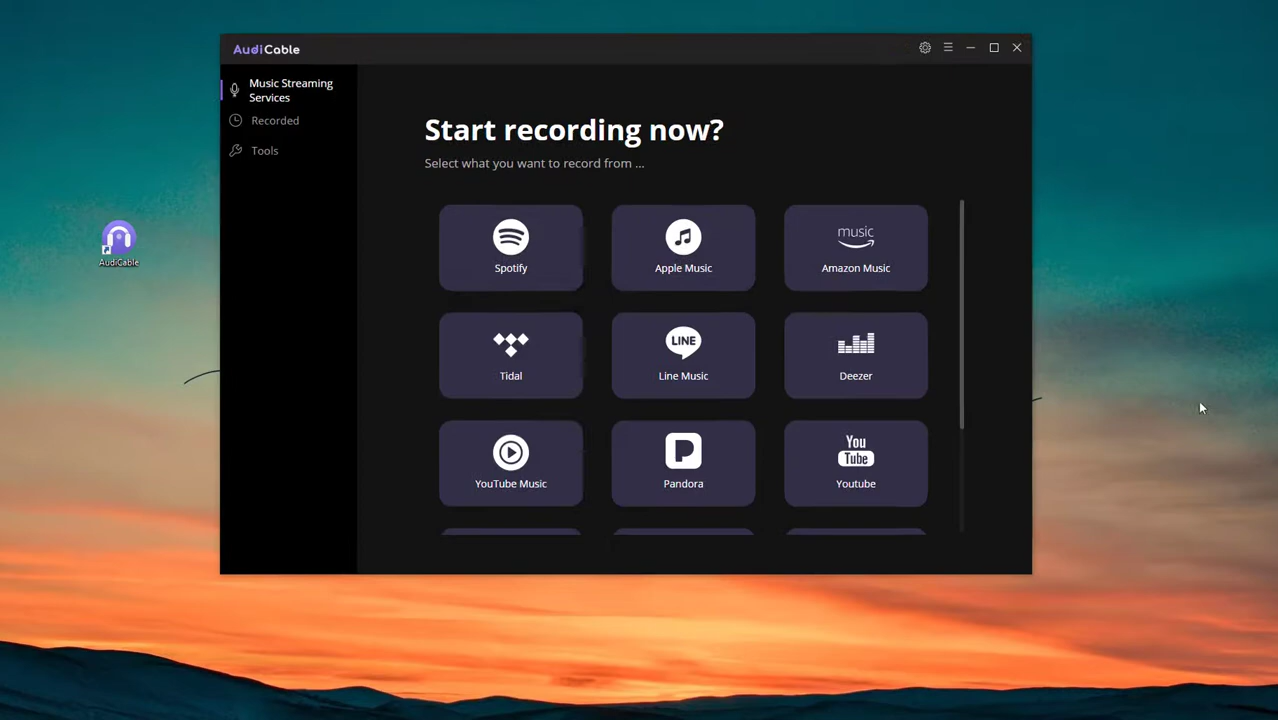 AudiCable
Music Streaming
Services
Recorded
Tools
Start recording now?
Select what you want to record from ...
Spotify
Apple Music
music
Amazon Music
Tidal
LINE
Line Music
Deezer
YouTube Music
P
Pandora
You
Tube
Youtube
AudiCable